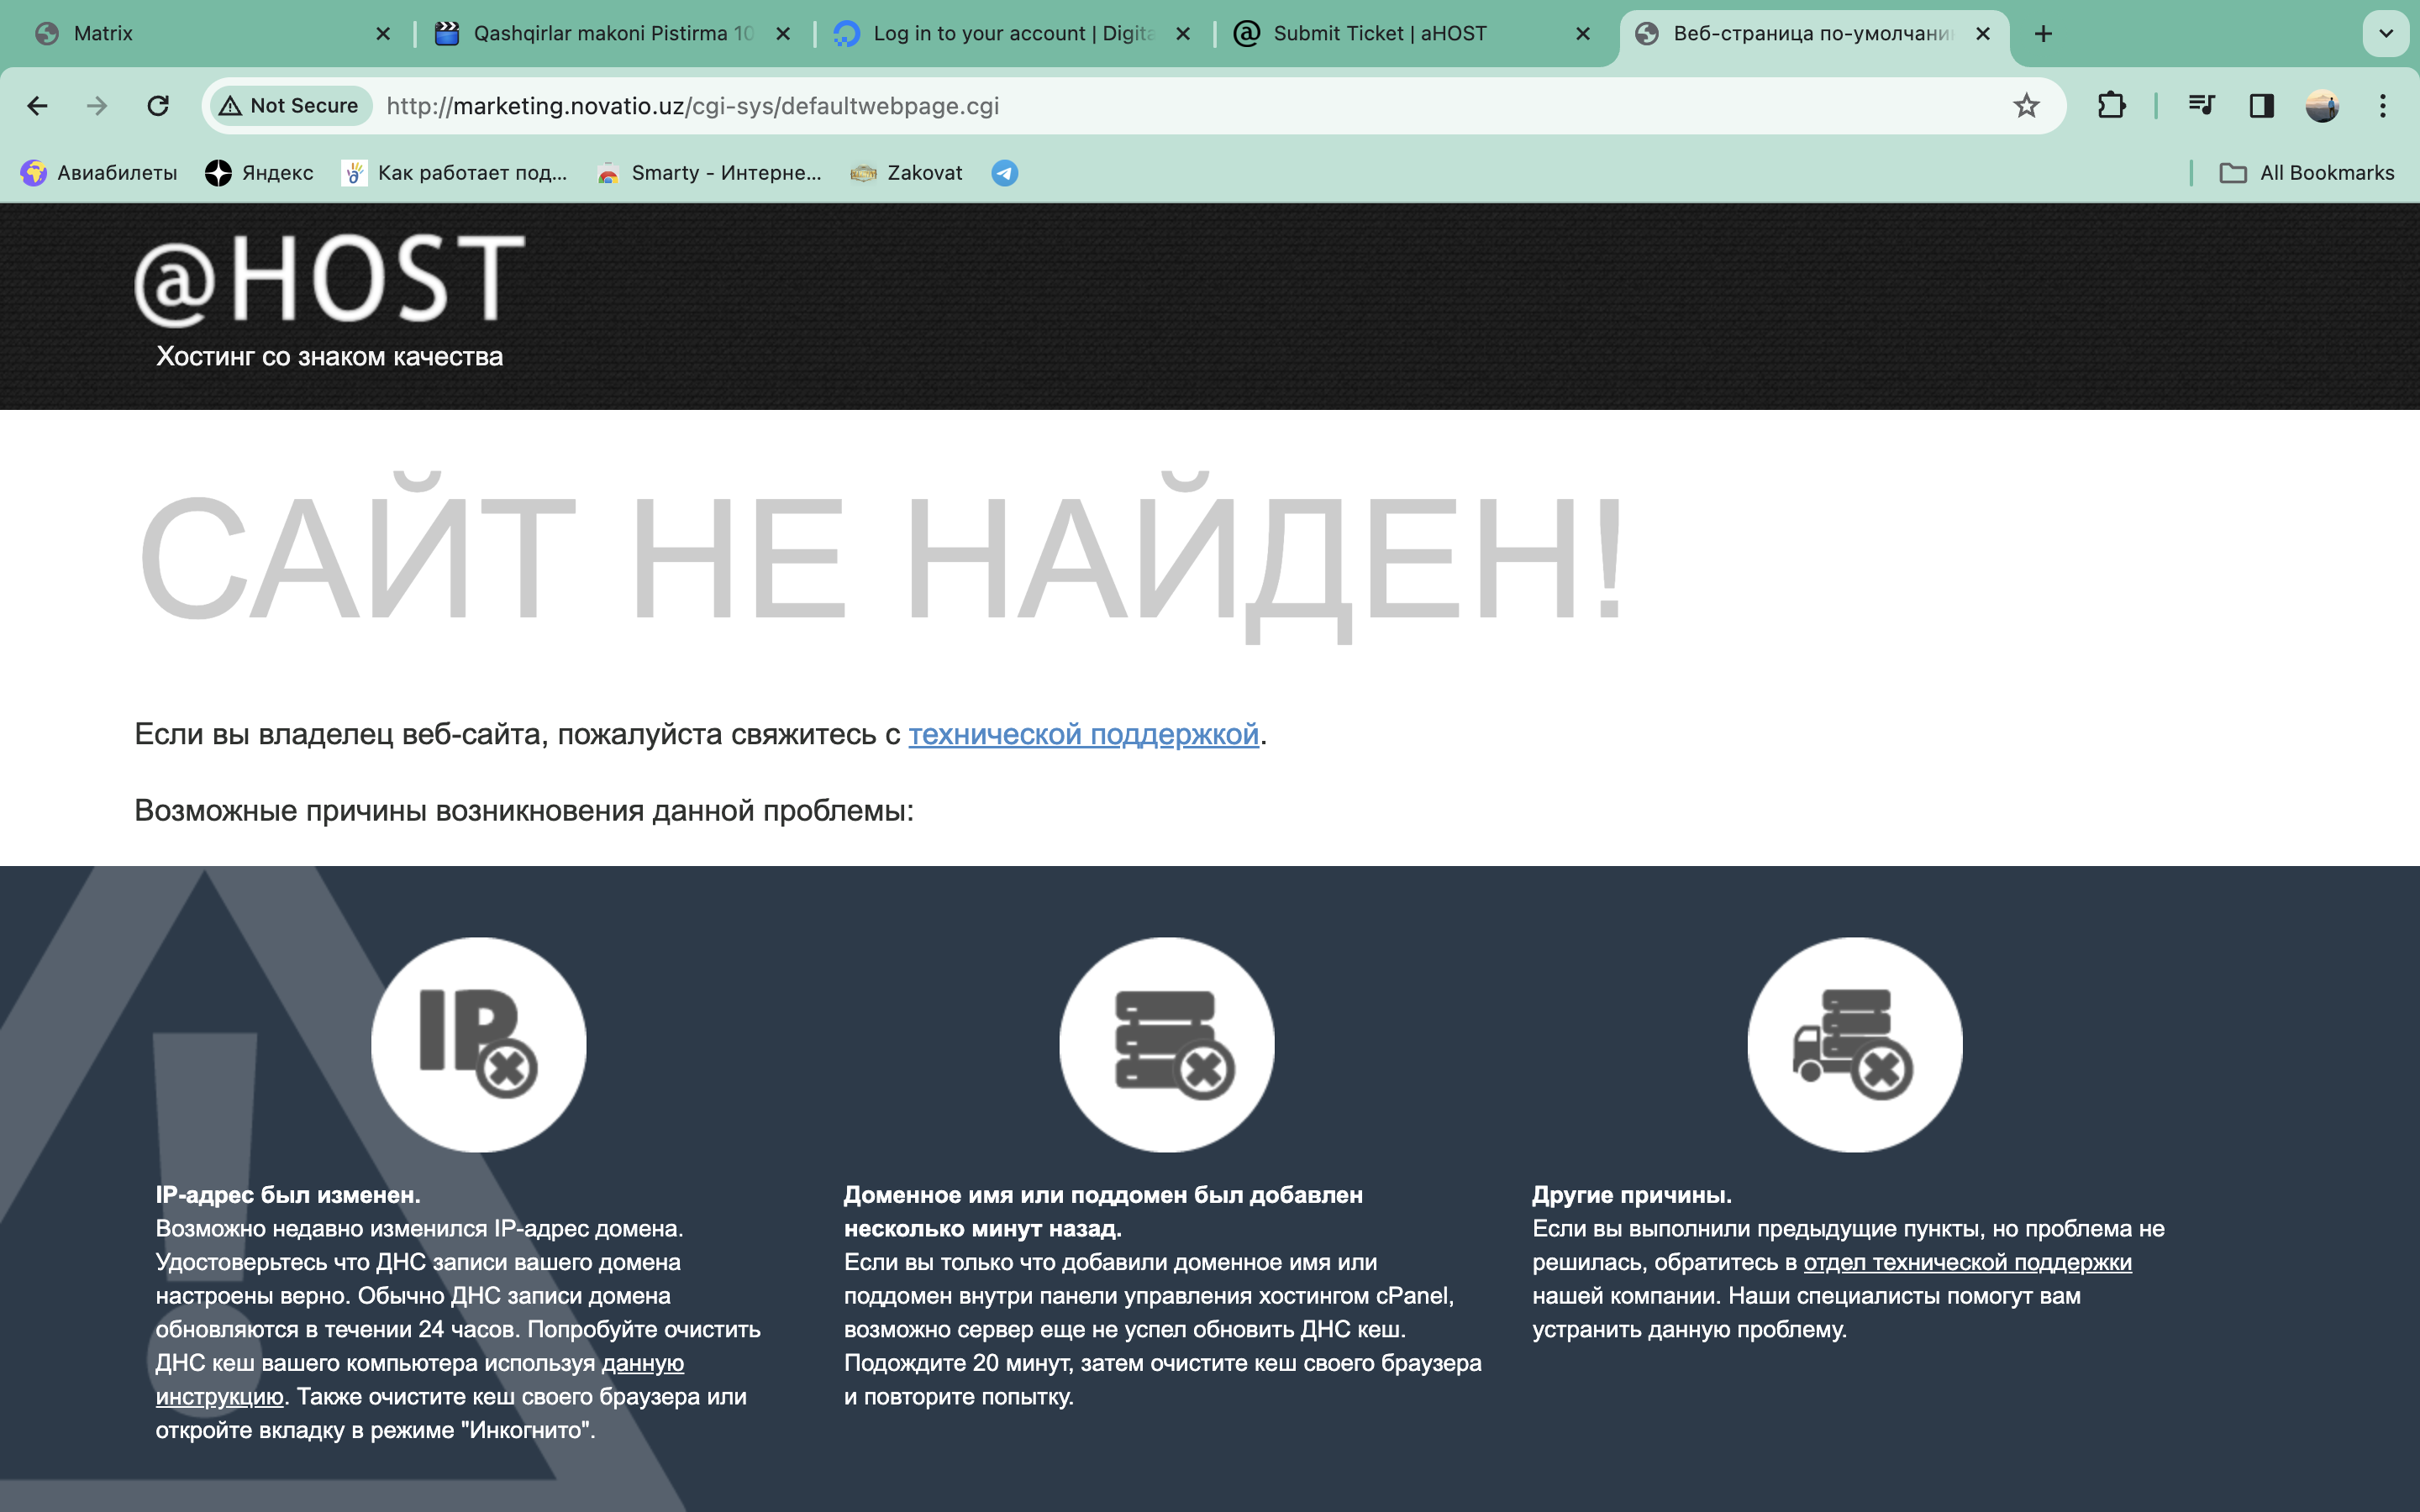 Matrix
Qashqirlar makoni Pistirma 10
Log in to your account | Digita
Submit Ticket | aHOST
Веб-страница по-умолчани
Not Secure
http://marketing.novatio.uz/cgi-sys/defaultwebpage.cgi
Авиабилеты
Яндекс
Как работает под...
Smarty - Интерне...
Zakovat
All Bookmarks
@HOST
Хостинг со знаком качества
САЙТ НЕ НАЙДЕН!
Если вы владелец веб-сайта, пожалуйста свяжитесь с технической поддержкой.
Возможные причины возникновения данной проблемы:
IP
IP-адрес был изменен.
Возможно недавно изменился IP-адрес домена.
Удостоверьтесь что ДНС записи вашего домена
настроены верно. Обычно ДНС записи домена
обновляются в течении 24 часов. Попробуйте очистить
ДНС кеш вашего компьютера используя данную
инструкцию. Также очистите кеш своего браузера или
откройте вкладку в режиме "Инкогнито".
Доменное имя или поддомен был добавлен
несколько минут назад.
Если вы только что добавили доменное имя или
поддомен внутри панели управления хостингом cPanel,
возможно сервер еще не успел обновить ДНС кеш.
Подождите 20 минут, затем очистите кеш своего браузера
и повторите попытку.
Другие причины.
Если вы выполнили предыдущие пункты, но проблема не
решилась, обратитесь в отдел технической поддержки
нашей компании. Наши специалисты помогут вам
устранить данную проблему.